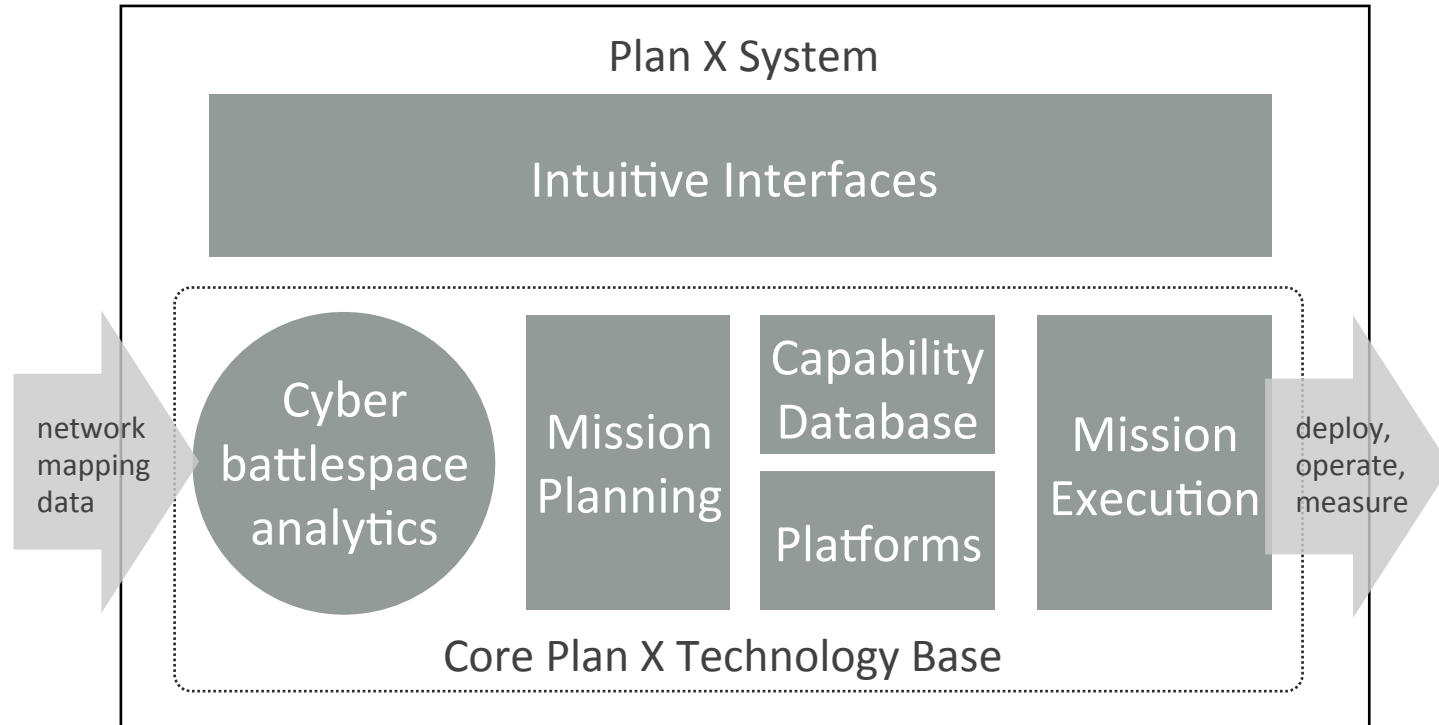 Plan X System
Intuitive Interfaces
network
mapping
data
Cyber
battlespace
analytics
Mission
Planning
Capability
Database
Platforms
Mission
Execution
deploy,
operate,
measure
Core Plan X Technology Base